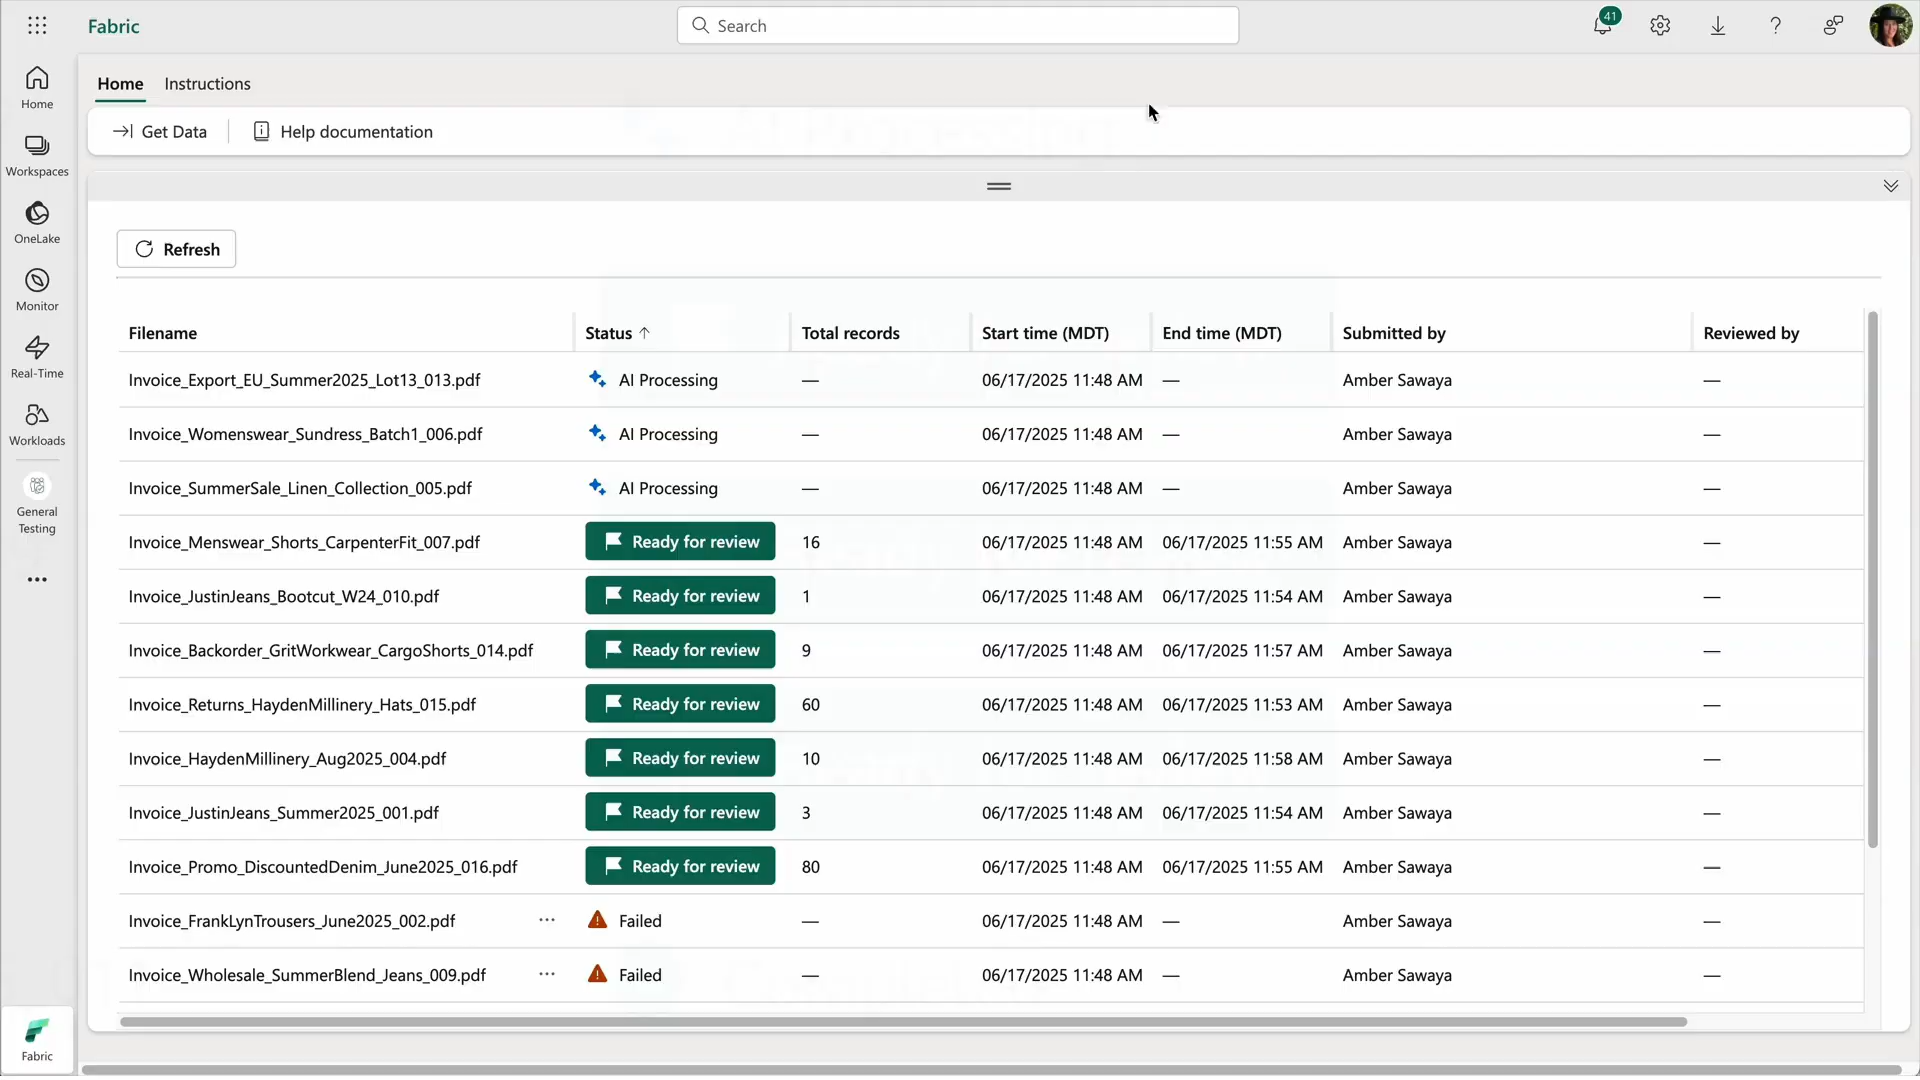 Fabric
Search
41
Home
Workspaces
OneLake
Monitor
Real-Time
Workloads
General
Testing
Fabric
Home Instructions
Get Data Help documentation
Refresh
Filename Status Total records Start time (MDT) End time (MDT) Submitted by Reviewed by
Invoice_Export_EU_Summer2025_Lot13_013.pdf AI Processing — 06/17/2025 11:48 AM — Amber Sawaya —
Invoice_Womenswear_Sundress_Batch1_006.pdf AI Processing — 06/17/2025 11:48 AM — Amber Sawaya —
Invoice_SummerSale_Linen_Collection_005.pdf AI Processing — 06/17/2025 11:48 AM — Amber Sawaya —
Invoice_Menswear_Shorts_CarpenterFit_007.pdf Ready for review 16 06/17/2025 11:48 AM 06/17/2025 11:55 AM Amber Sawaya —
Invoice_JustinJeans_Bootcut_W24_010.pdf Ready for review 1 06/17/2025 11:48 AM 06/17/2025 11:54 AM Amber Sawaya —
Invoice_Backorder_GritWorkwear_CargoShorts_014.pdf Ready for review 9 06/17/2025 11:48 AM 06/17/2025 11:57 AM Amber Sawaya —
Invoice_Returns_HaydenMillinery_Hats_015.pdf Ready for review 60 06/17/2025 11:48 AM 06/17/2025 11:53 AM Amber Sawaya —
Invoice_HaydenMillinery_Aug2025_004.pdf Ready for review 10 06/17/2025 11:48 AM 06/17/2025 11:58 AM Amber Sawaya —
Invoice_JustinJeans_Summer2025_001.pdf Ready for review 3 06/17/2025 11:48 AM 06/17/2025 11:54 AM Amber Sawaya —
Invoice_Promo_DiscountedDenim_June2025_016.pdf Ready for review 80 06/17/2025 11:48 AM 06/17/2025 11:55 AM Amber Sawaya —
Invoice_FrankLynTrousers_June2025_002.pdf Failed — 06/17/2025 11:48 AM — Amber Sawaya —
Invoice_Wholesale_SummerBlend_Jeans_009.pdf Failed — 06/17/2025 11:48 AM — Amber Sawaya —